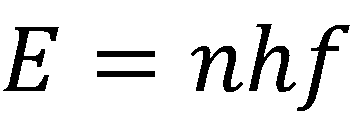 E = nhf